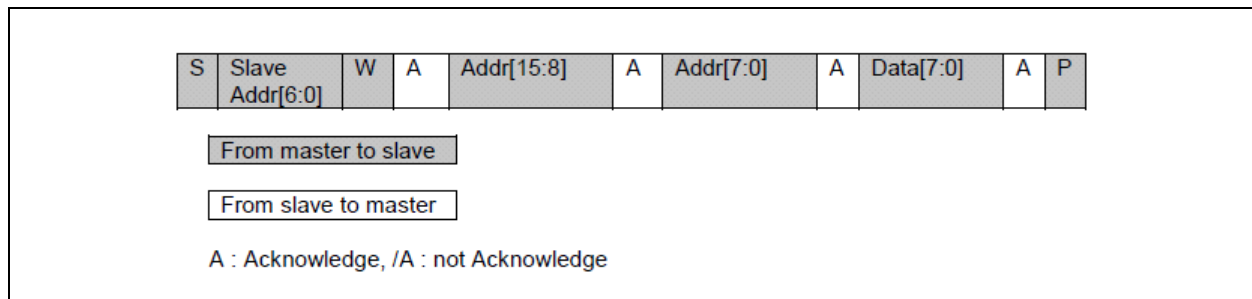 S Slave W A Addr[15:8] A Addr[7:0] A Data[7:0] A P
Addr[6:0]
From master to slave
From slave to master
A : Acknowledge, /A : not Acknowledge